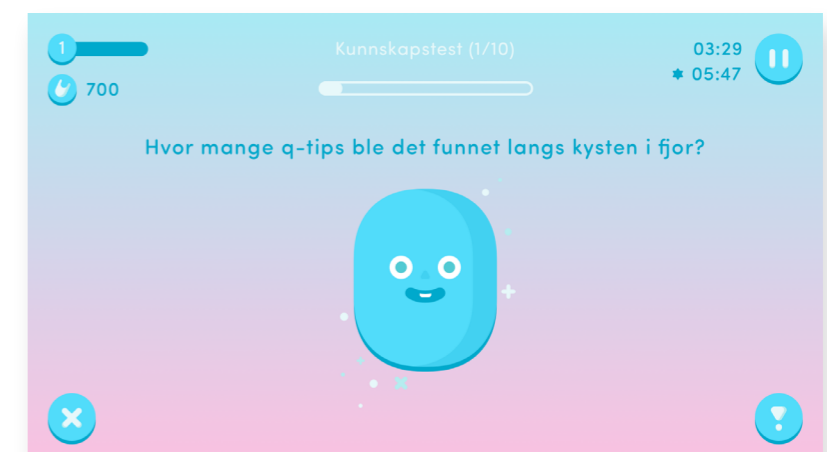 1
Kunnskapstest (1/10)
03:29
700
05:47
Hvor mange q-tips ble det funnet langs kysten i fjor?